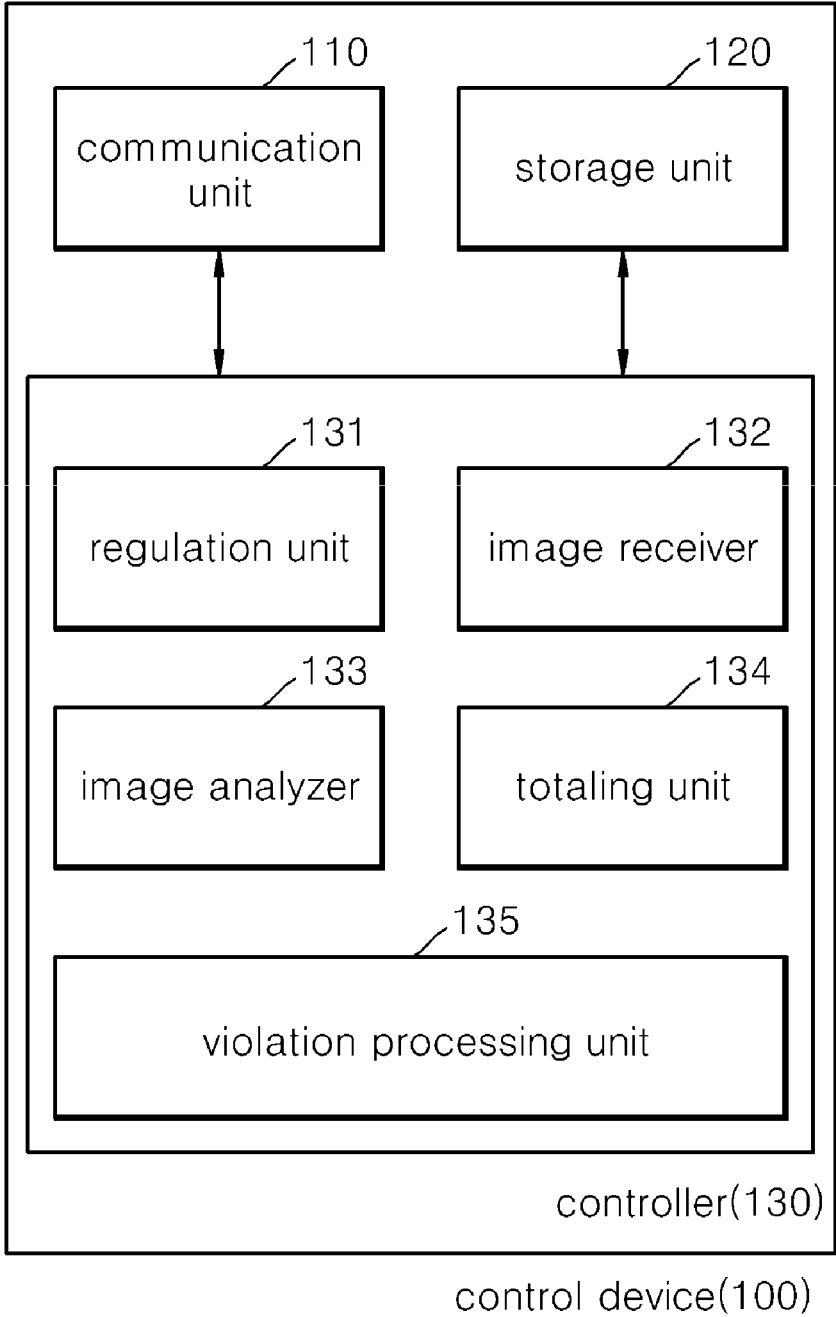 110
120
communication
unit
storage unit
131
132
regulation unit
image receiver
133
134
image analyzer
totaling unit
135
violation processing unit
controller(130)
control device(100)